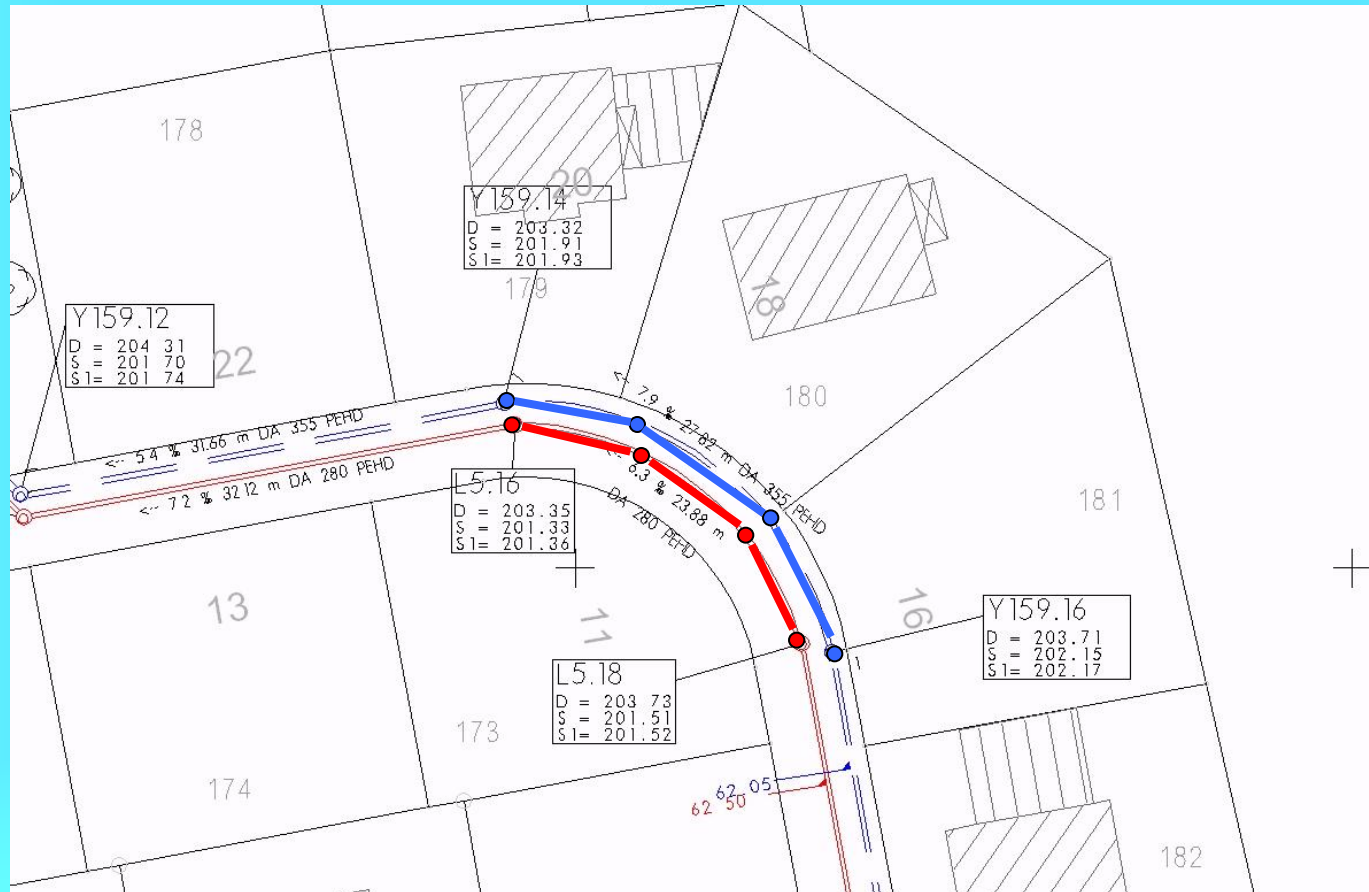 178
20
Y159.14
D = 203.32
S = 201.91
S1= 201.93
179
18
Y159.12
D = 204 31
S = 201 70
S1= 201 74
22
180
<-- 7.9 % 27.82 m DA 355 PEHD
<-- 5.4 % 31.66 m DA 355 PEHD
<-- 7.2 % 32.12 m DA 280 PEHD
<-- 6.3 % 23.88 m
DA 280 PEHD
L5.16
D = 203.35
S = 201.33
S1= 201.36
181
13
11
16
Y159.16
D = 203.71
S = 202.15
S1= 202.17
L5.18
D = 203 73
S = 201.51
S1= 201.52
173
174
62 05
62 50
182